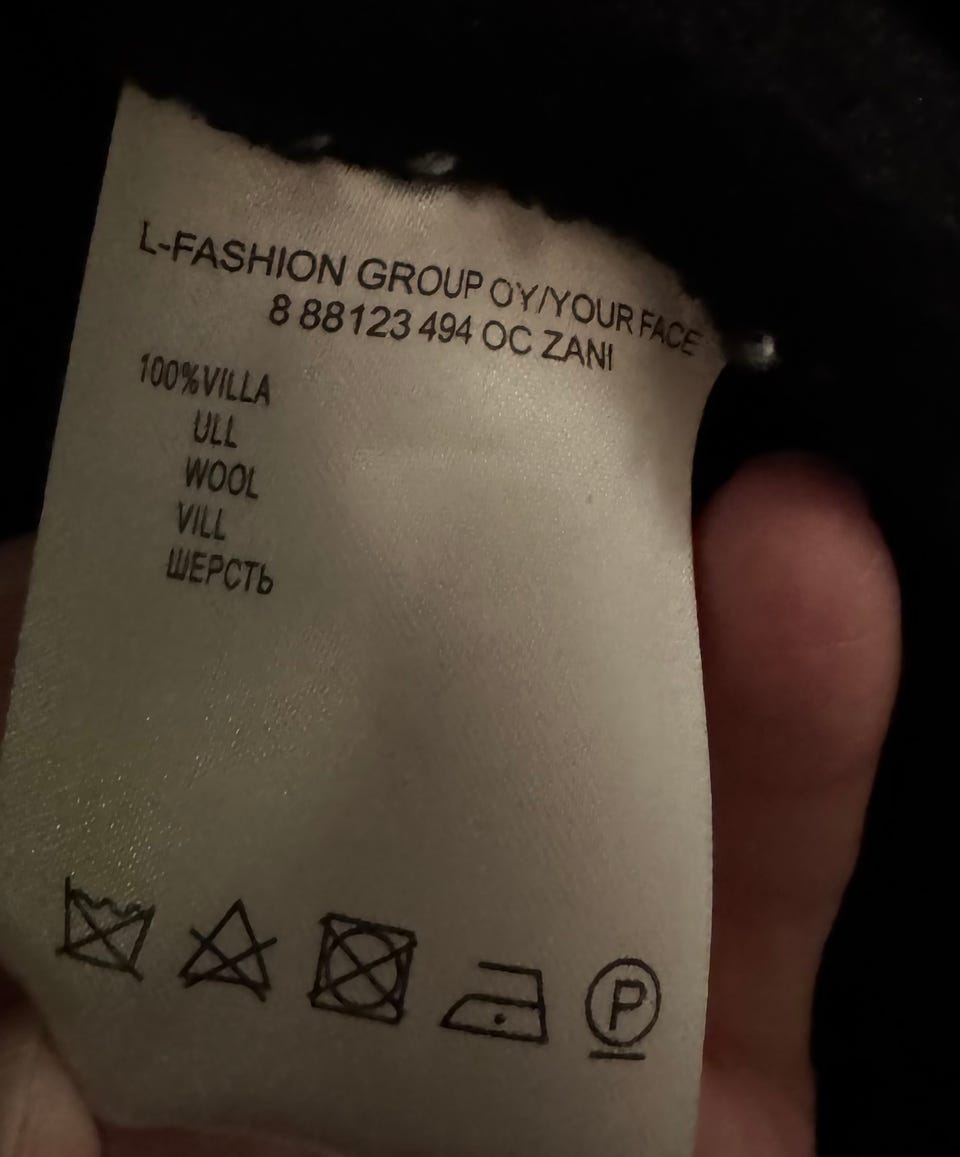 L-FASHION GROUP OY/YOUR FACE
8 88123 494 OC ZANI
100%VILLA
ULL
WOOL
VILL
ШЕРСТЬ
P